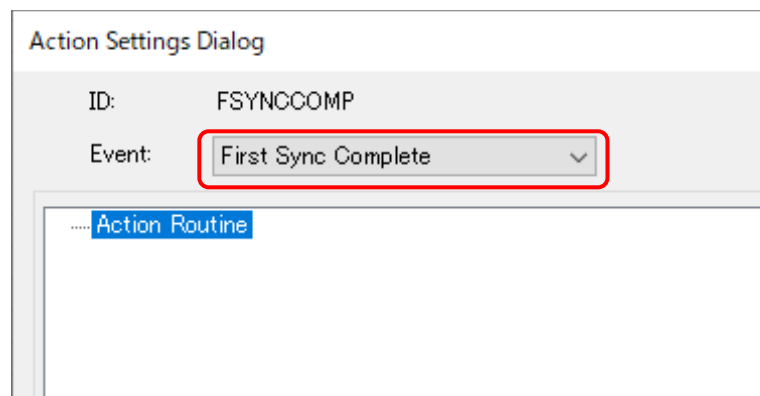 Action Settings Dialog
ID: FSYNCCOMP
Event: First Sync Complete
Action Routine